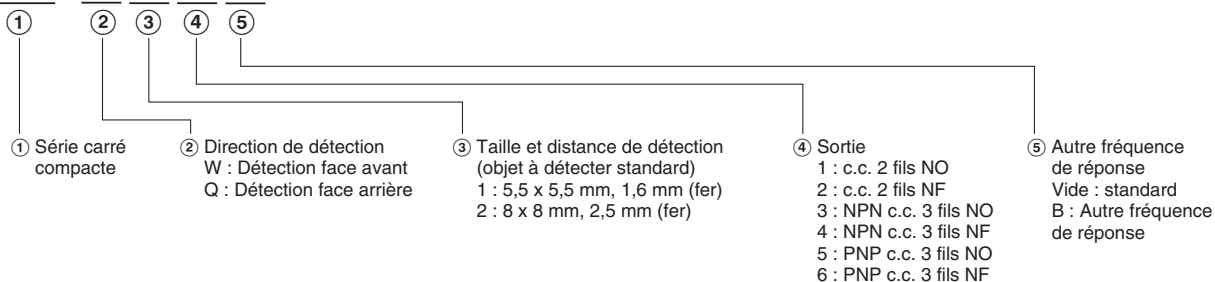 ① ② ③ ④ ⑤
① Série carré
compacte
② Direction de détection
W : Détection face avant
Q : Détection face arrière
③ Taille et distance de détection
(objet à détecter standard)
1 : 5,5 x 5,5 mm, 1,6 mm (fer)
2 : 8 x 8 mm, 2,5 mm (fer)
④ Sortie
1 : c.c. 2 fils NO
2 : c.c. 2 fils NF
3 : NPN c.c. 3 fils NO
4 : NPN c.c. 3 fils NF
5 : PNP c.c. 3 fils NO
6 : PNP c.c. 3 fils NF
⑤ Autre fréquence
de réponse
Vide : standard
B : Autre fréquence
de réponse